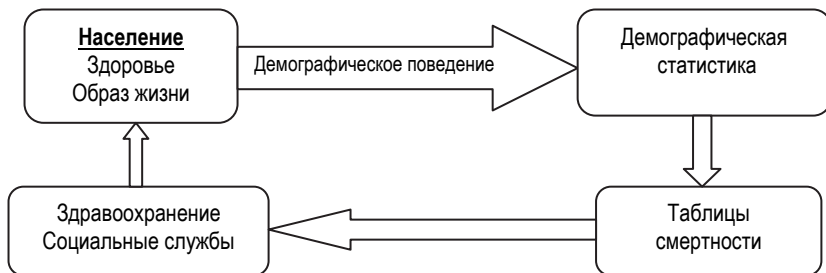 Население
Здоровье
Образ жизни
Демографическое поведение
Демографическая
статистика
Здравоохранение
Социальные службы
Таблицы
смертности